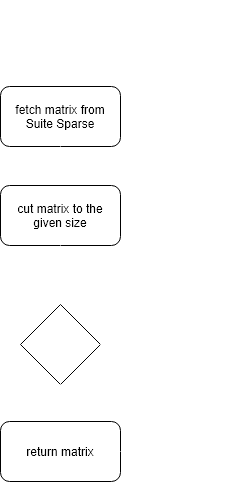 fetch matrix from
Suite Sparse
cut matrix to the
given size
return matrix